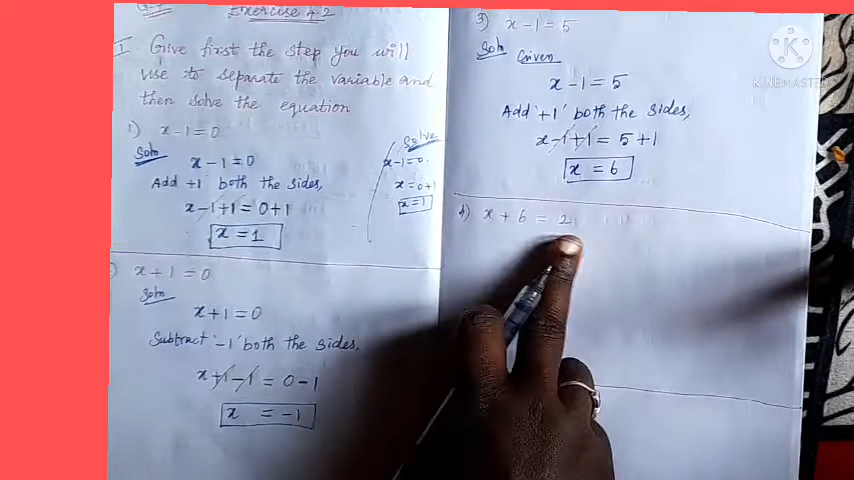 Exercise 4.2
I Give first the step you will
use to separate the variable and
then solve the equation
1) x-1=0
Soln
x-1=0
Add +1 both the sides,
x-1+1=0+1
x=1
Solve
x-1=0.
x=0+1
x=1
) x+1=0
Soln
x+1=0
Subtract '-1' both the sides,
x+1-1=0-1
x =-1
3) x-1=5
Soln Given
x-1=5
Add '+1' both the sides,
x-1+1=5+1
x=6
4) x+6=2
K
KINEMASTER